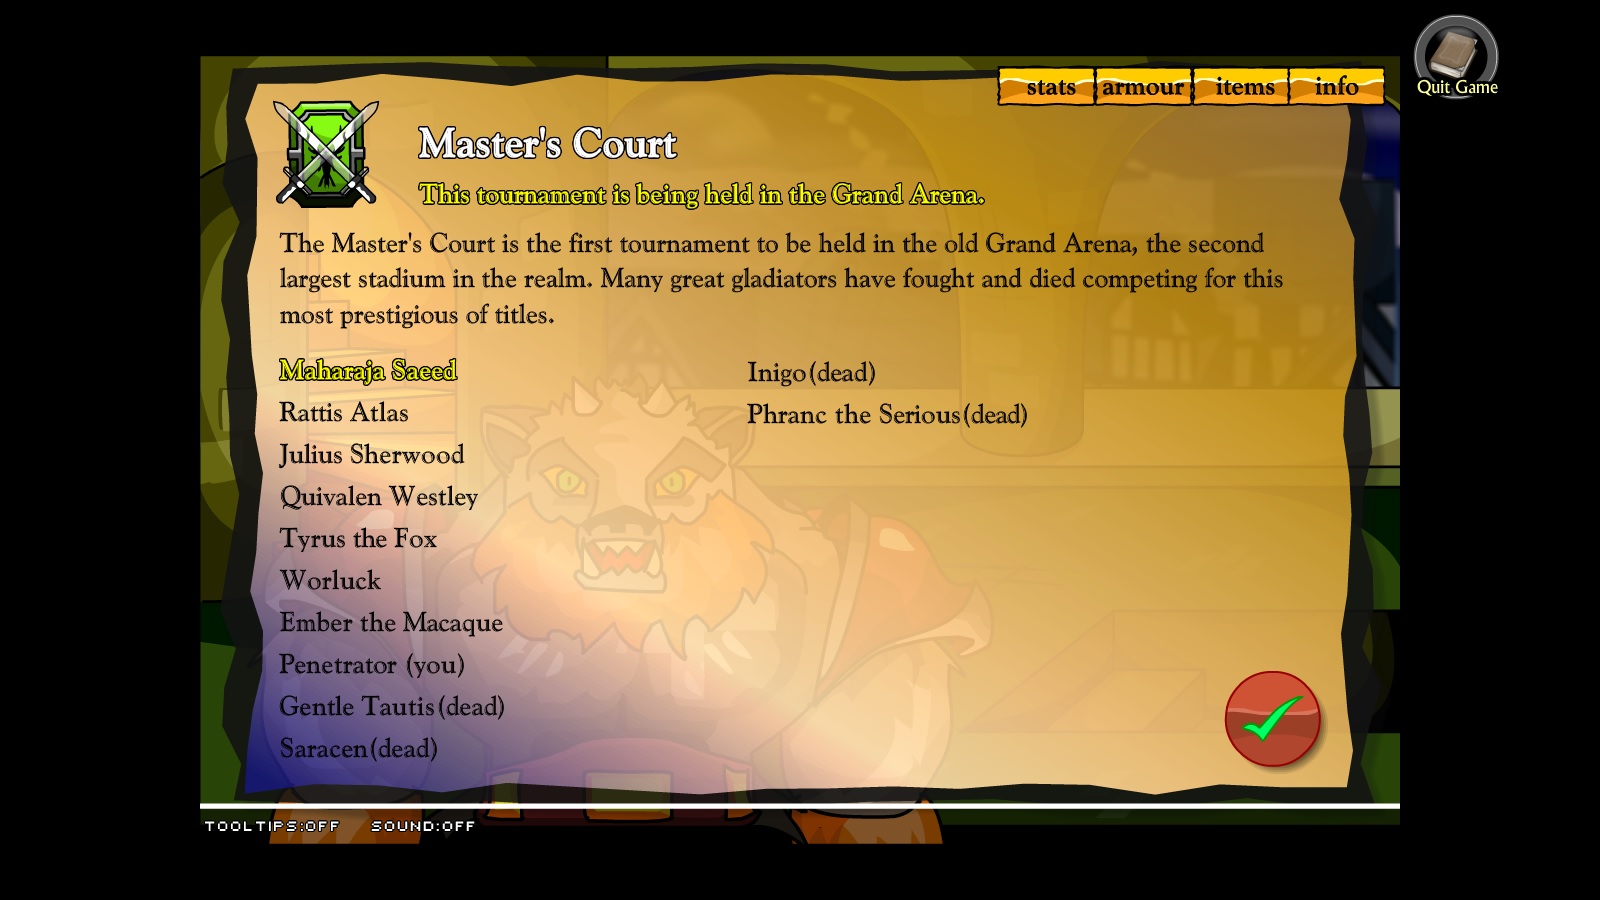 stats armour items info
Quit Game
Master's Court
This tournament is being held in the Grand Arena.
The Master's Court is the first tournament to be held in the old Grand Arena, the second
largest stadium in the realm. Many great gladiators have fought and died competing for this
most prestigious of titles.
Maharaja Saeed
Rattis Atlas
Julius Sherwood
Quivalen Westley
Tyrus the Fox
Worluck
Ember the Macaque
Penetrator (you)
Gentle Tautis(dead)
Saracen(dead)
Inigo(dead)
Phranc the Serious(dead)
TOOLTIPS:OFF SOUND:OFF